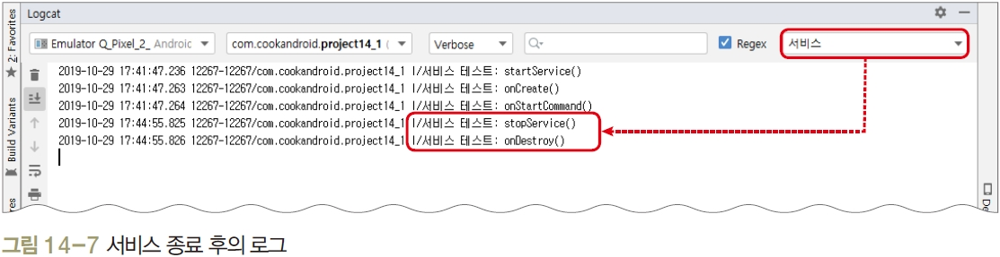 Logcat
2: Favorites
Build Variants
Emulator Q_Pixel_2_ Androic
com.cookandroid.project14_1 (
Verbose
Regex
서비스
2019-10-29 17:41:47.236 12267-12267/com.cookandroid.project14_1 I/서비스 테스트: startService()
2019-10-29 17:41:47.263 12267-12267/com.cookandroid.project14_1 I/서비스 테스트: onCreate()
2019-10-29 17:41:47.264 12267-12267/com.cookandroid.project14_1 I/서비스 테스트: onStartCommand()
2019-10-29 17:44:55.825 12267-12267/com.cookandroid.project14_1 I/서비스 테스트: stopService()
2019-10-29 17:44:55.826 12267-12267/com.cookandroid.project14_1 I/서비스 테스트: onDestroy()
res
De
그림 14-7 서비스 종료 후의 로그